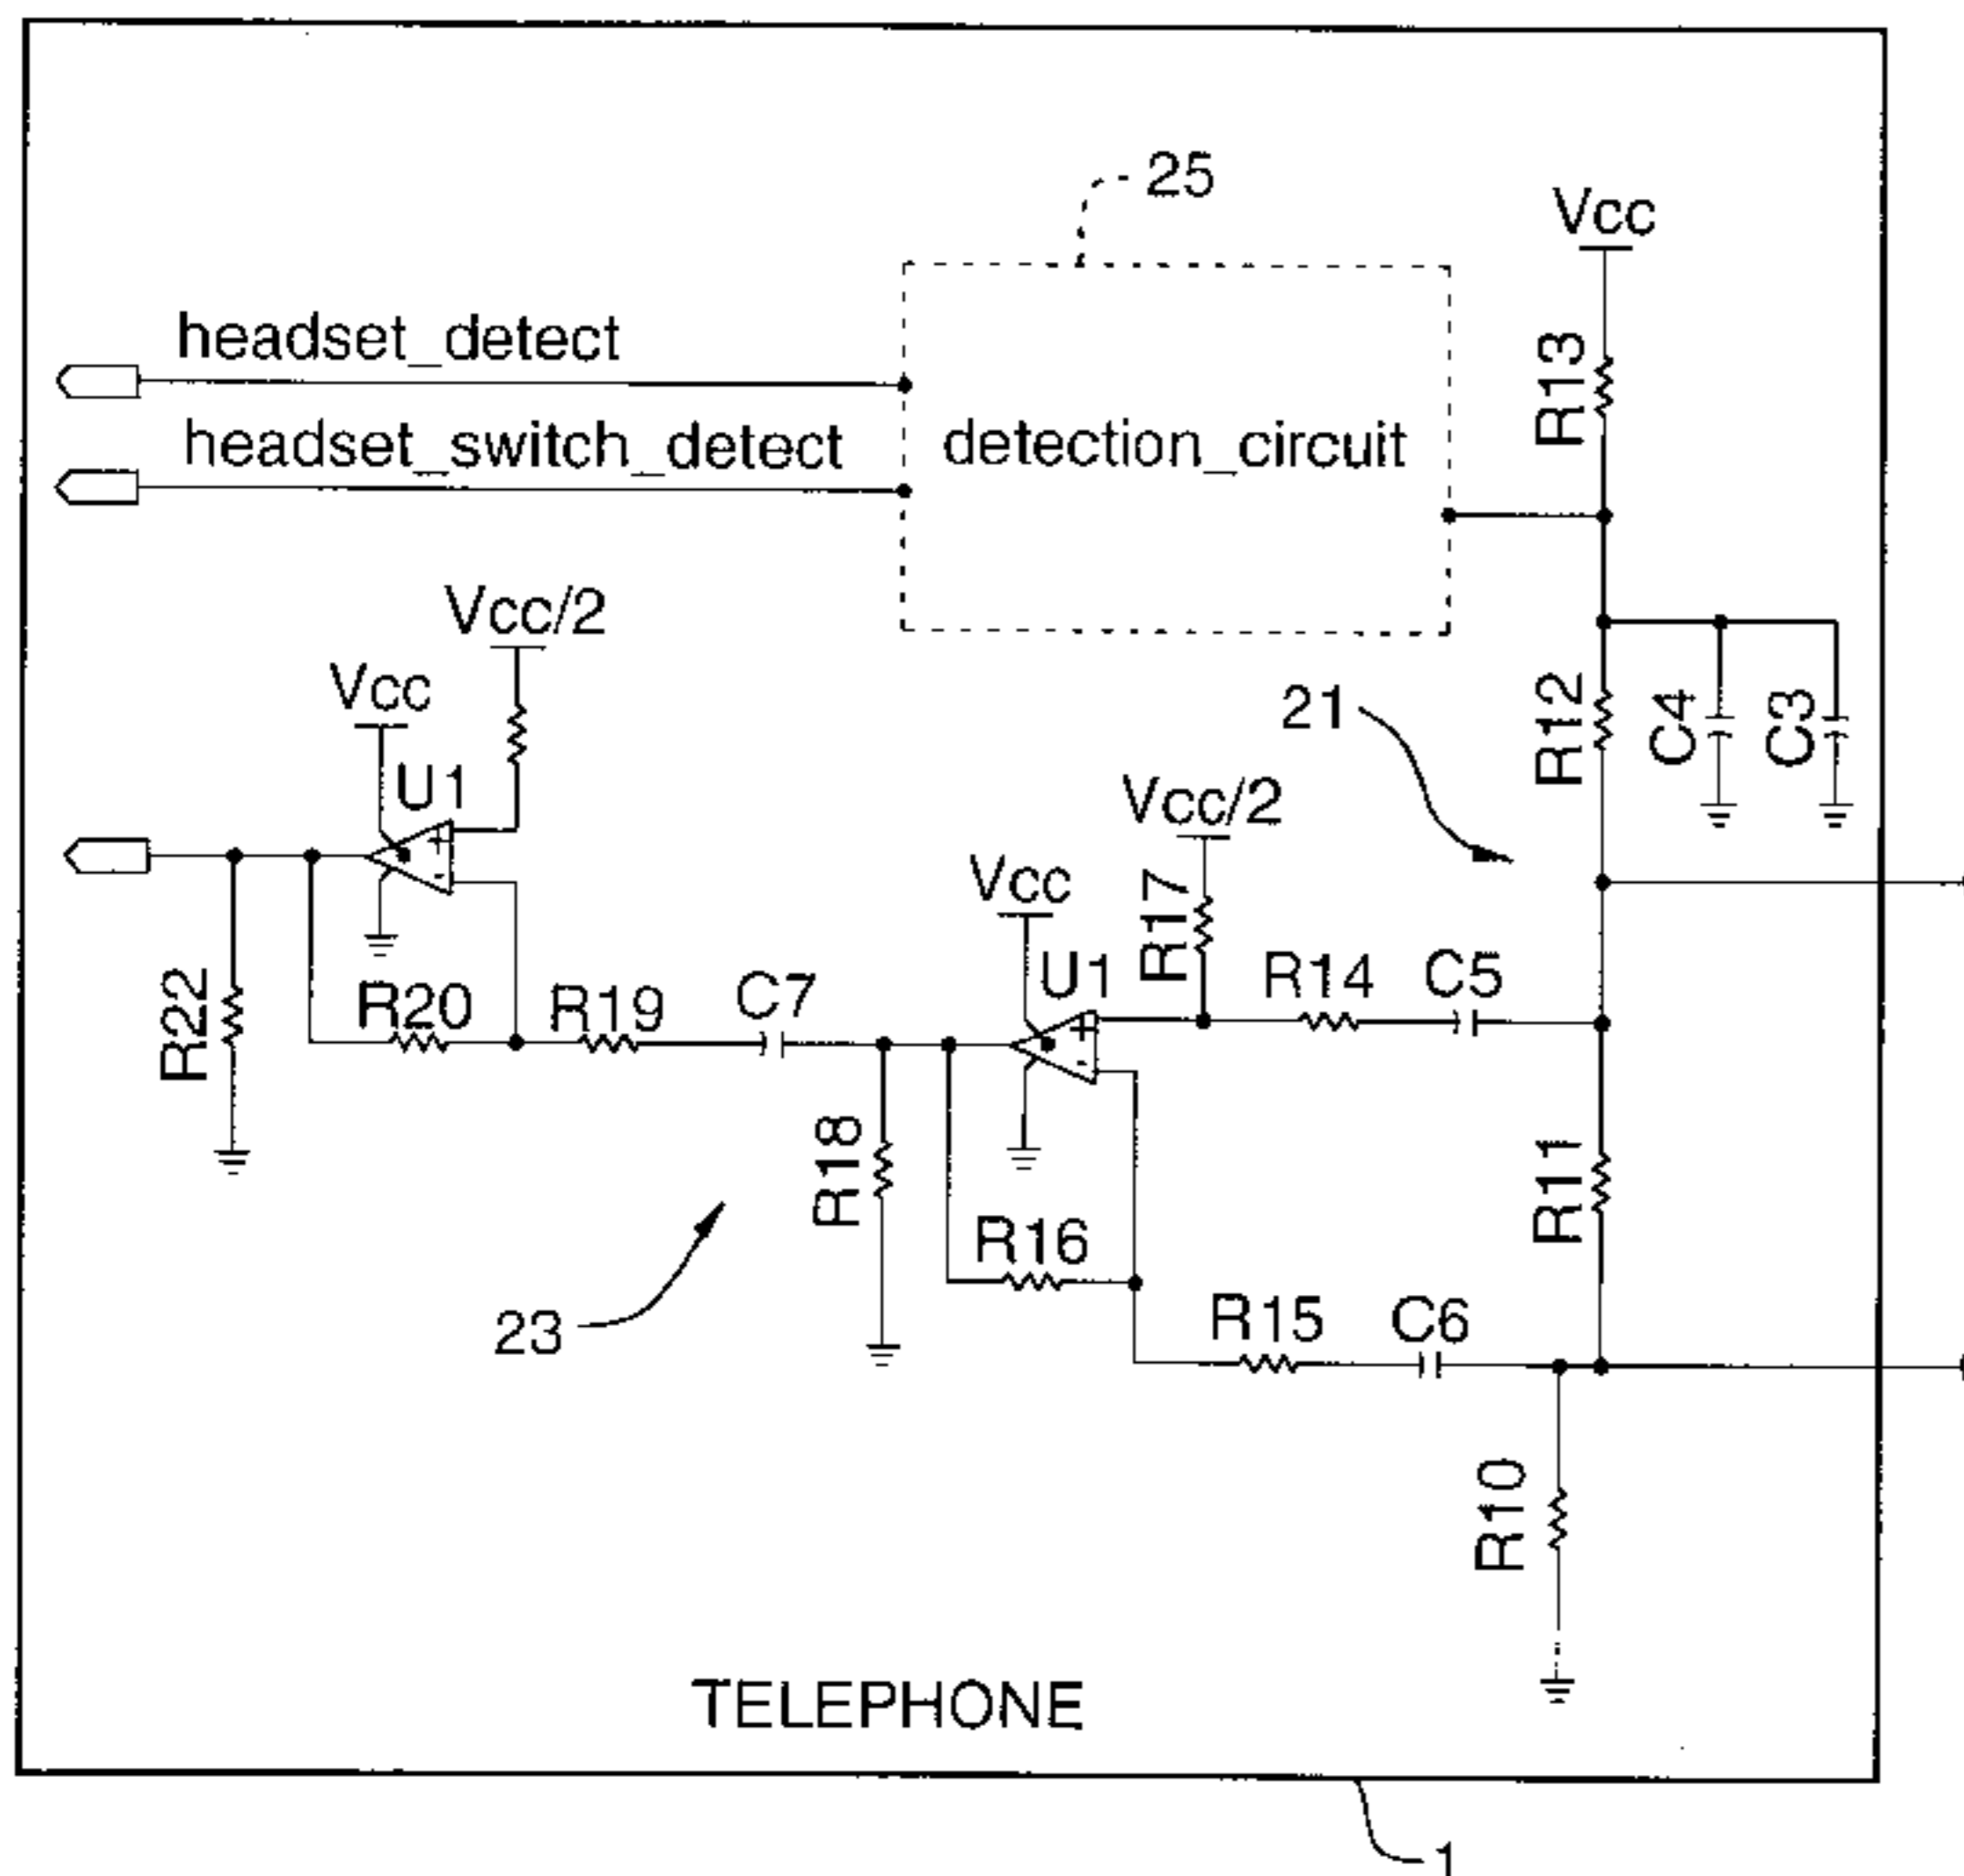 25
Vcc
headset_detect
R13
headset_switch_detect
detection_circuit
Vcc/2
Vcc
21
R12
C4
C3
U1
Vcc/2
Vcc
R17
R14
C5
U1
R22
R20
R19
C7
R18
R11
R16
23
R15
C6
R10
TELEPHONE
1
+
-
+
-